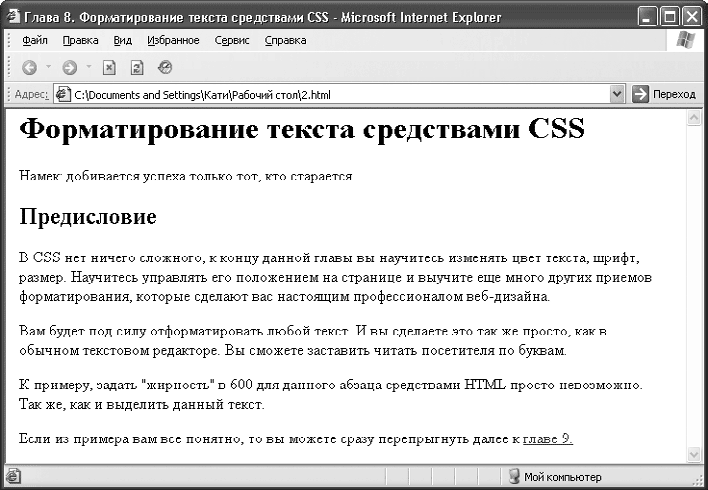 Глава 8. Форматирование текста средствами CSS - Microsoft Internet Explorer
Файл Правка Вид Избранное Сервис Справка
Адрес: C:\Documents and Settings\Кати\Рабочий стол\2.html Переход
Форматирование текста средствами CSS
Намек: добивается успеха только тот, кто старается
Предисловие
В CSS нет ничего сложного, к концу данной главы вы научитесь изменять цвет текста, шрифт,
размер. Научитесь управлять его положением на странице и выучите еще много других приемов
форматирования, которые сделают вас настоящим профессионалом веб-дизайна.
Вам будет под силу отформатировать любой текст. И вы сделаете это так же просто, как в
обычном текстовом редакторе. Вы сможете заставить читать посетителя по буквам.
К примеру, задать "жирность" в 600 для данного абзаца средствами HTML просто невозможно.
Так же, как и выделить данный текст.
Если из примера вам все понятно, то вы можете сразу перепрыгнуть далее к главе 9.
Мой компьютер